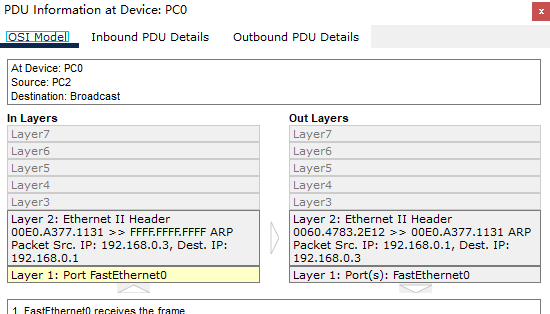 PDU Information at Device: PC0
x
OSI Model Inbound PDU Details Outbound PDU Details
At Device: PC0
Source: PC2
Destination: Broadcast
In Layers
Layer7
Layer6
Layer5
Layer4
Layer3
Layer 2: Ethernet II Header
00E0.A377.1131 >> FFFF.FFFF.FFFF ARP
Packet Src. IP: 192.168.0.3, Dest. IP:
192.168.0.1
Layer 1: Port FastEthernet0
Out Layers
Layer7
Layer6
Layer5
Layer4
Layer3
Layer 2: Ethernet II Header
0060.4783.2E12 >> 00E0.A377.1131 ARP
Packet Src. IP: 192.168.0.1, Dest. IP:
192.168.0.3
Layer 1: Port(s): FastEthernet0
1. FastEthernet0 receives the frame